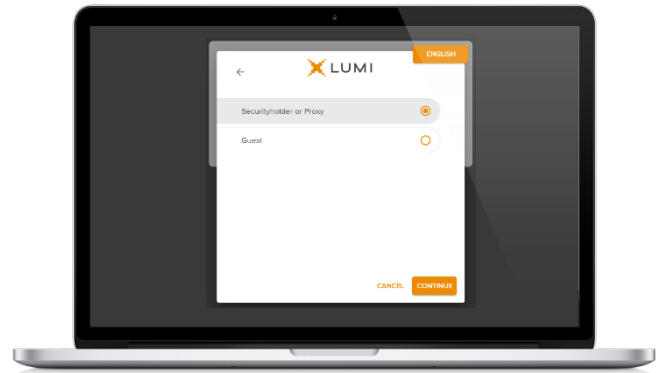 ENGLISH
LUMI
Securityholder or Proxy
Guest
CANCEL
CONTINUE